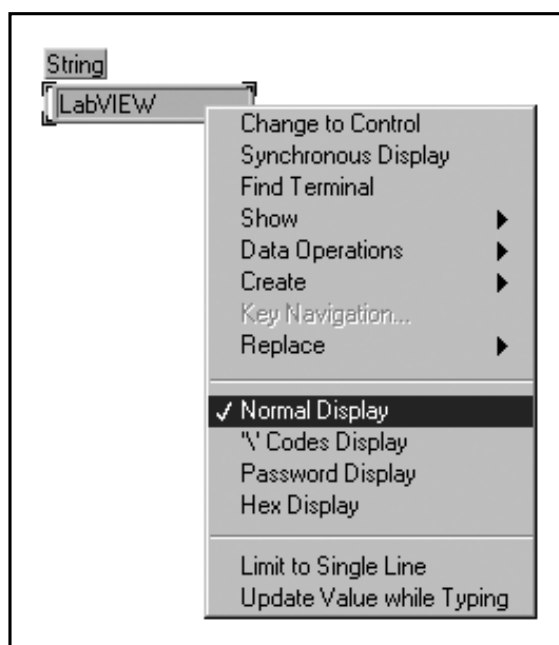 String
LabVIEW
Change to Control
Synchronous Display
Find Terminal
Show
Data Operations
Create
Key Navigation...
Replace
✓ Normal Display
'\' Codes Display
Password Display
Hex Display
Limit to Single Line
Update Value while Typing